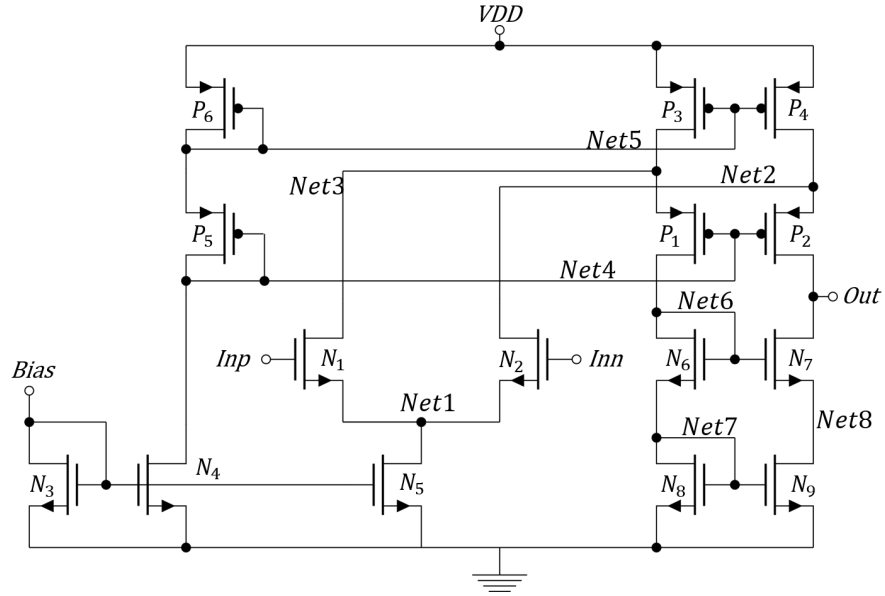 VDD
P6
P3
P4
Net5
Net3
Net2
P5
P1
P2
Net4
Out
Net6
Inp
N1
N2
Inn
N6
N7
Bias
Net1
Net7
Net8
N3
N4
N5
N8
N9